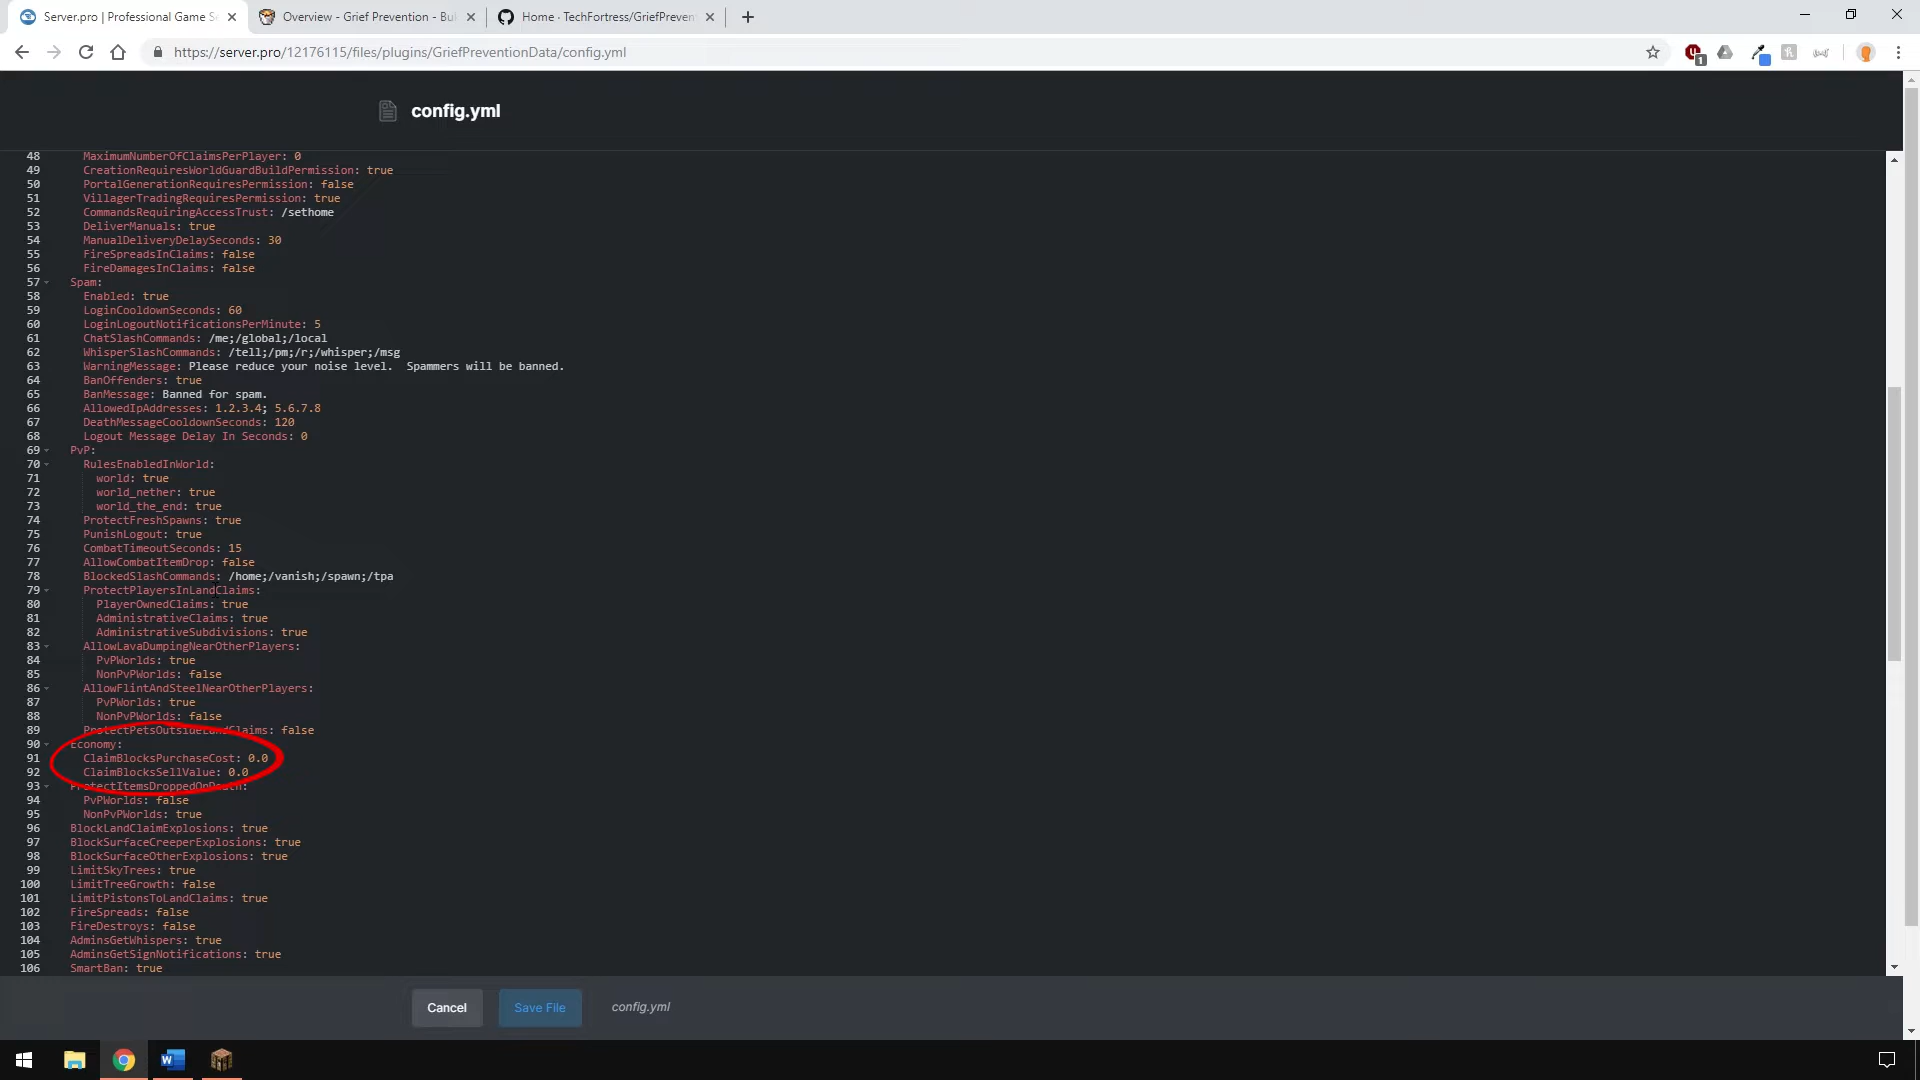 Server.pro | Professional Game S
Overview - Grief Prevention - Bu
Home · TechFortress/GriefPreven
https://server.pro/12176115/files/plugins/GriefPreventionData/config.yml
1
config.yml
48 MaximumNumberOfClaimsPerPlayer: 0
49 CreationRequiresWorldGuardBuildPermission: true
50 PortalGenerationRequiresPermission: false
51 VillagerTradingRequiresPermission: true
52 CommandsRequiringAccessTrust: /sethome
53 DeliverManuals: true
54 ManualDeliveryDelaySeconds: 30
55 FireSpreadsInClaims: false
56 FireDamagesInClaims: false
57 Spam:
58 Enabled: true
59 LoginCooldownSeconds: 60
60 LoginLogoutNotificationsPerMinute: 5
61 ChatSlashCommands: /me;/global;/local
62 WhisperSlashCommands: /tell;/pm;/r;/whisper;/msg
63 WarningMessage: Please reduce your noise level.  Spammers will be banned.
64 BanOffenders: true
65 BanMessage: Banned for spam.
66 AllowedIpAddresses: 1.2.3.4; 5.6.7.8
67 DeathMessageCooldownSeconds: 120
68 Logout Message Delay In Seconds: 0
69 PvP:
70 RulesEnabledInWorld:
71 world: true
72 world_nether: true
73 world_the_end: true
74 ProtectFreshSpawns: true
75 PunishLogout: true
76 CombatTimeoutSeconds: 15
77 AllowCombatItemDrop: false
78 BlockedSlashCommands: /home;/vanish;/spawn;/tpa
79 ProtectPlayersInLandClaims:
80 PlayerOwnedClaims: true
81 AdministrativeClaims: true
82 AdministrativeSubdivisions: true
83 AllowLavaDumpingNearOtherPlayers:
84 PvPWorlds: true
85 NonPvPWorlds: false
86 AllowFlintAndSteelNearOtherPlayers:
87 PvPWorlds: true
88 NonPvPWorlds: false
89 ProtectPetsOutsideLandClaims: false
90 Economy:
91 ClaimBlocksPurchaseCost: 0.0
92 ClaimBlocksSellValue: 0.0
93 ProtectItemsDroppedOnDeath:
94 PvPWorlds: false
95 NonPvPWorlds: true
96 BlockLandClaimExplosions: true
97 BlockSurfaceCreeperExplosions: true
98 BlockSurfaceOtherExplosions: true
99 LimitSkyTrees: true
100 LimitTreeGrowth: false
101 LimitPistonsToLandClaims: true
102 FireSpreads: false
103 FireDestroys: false
104 AdminsGetWhispers: true
105 AdminsGetSignNotifications: true
106 SmartBan: true
Cancel
Save File
config.yml